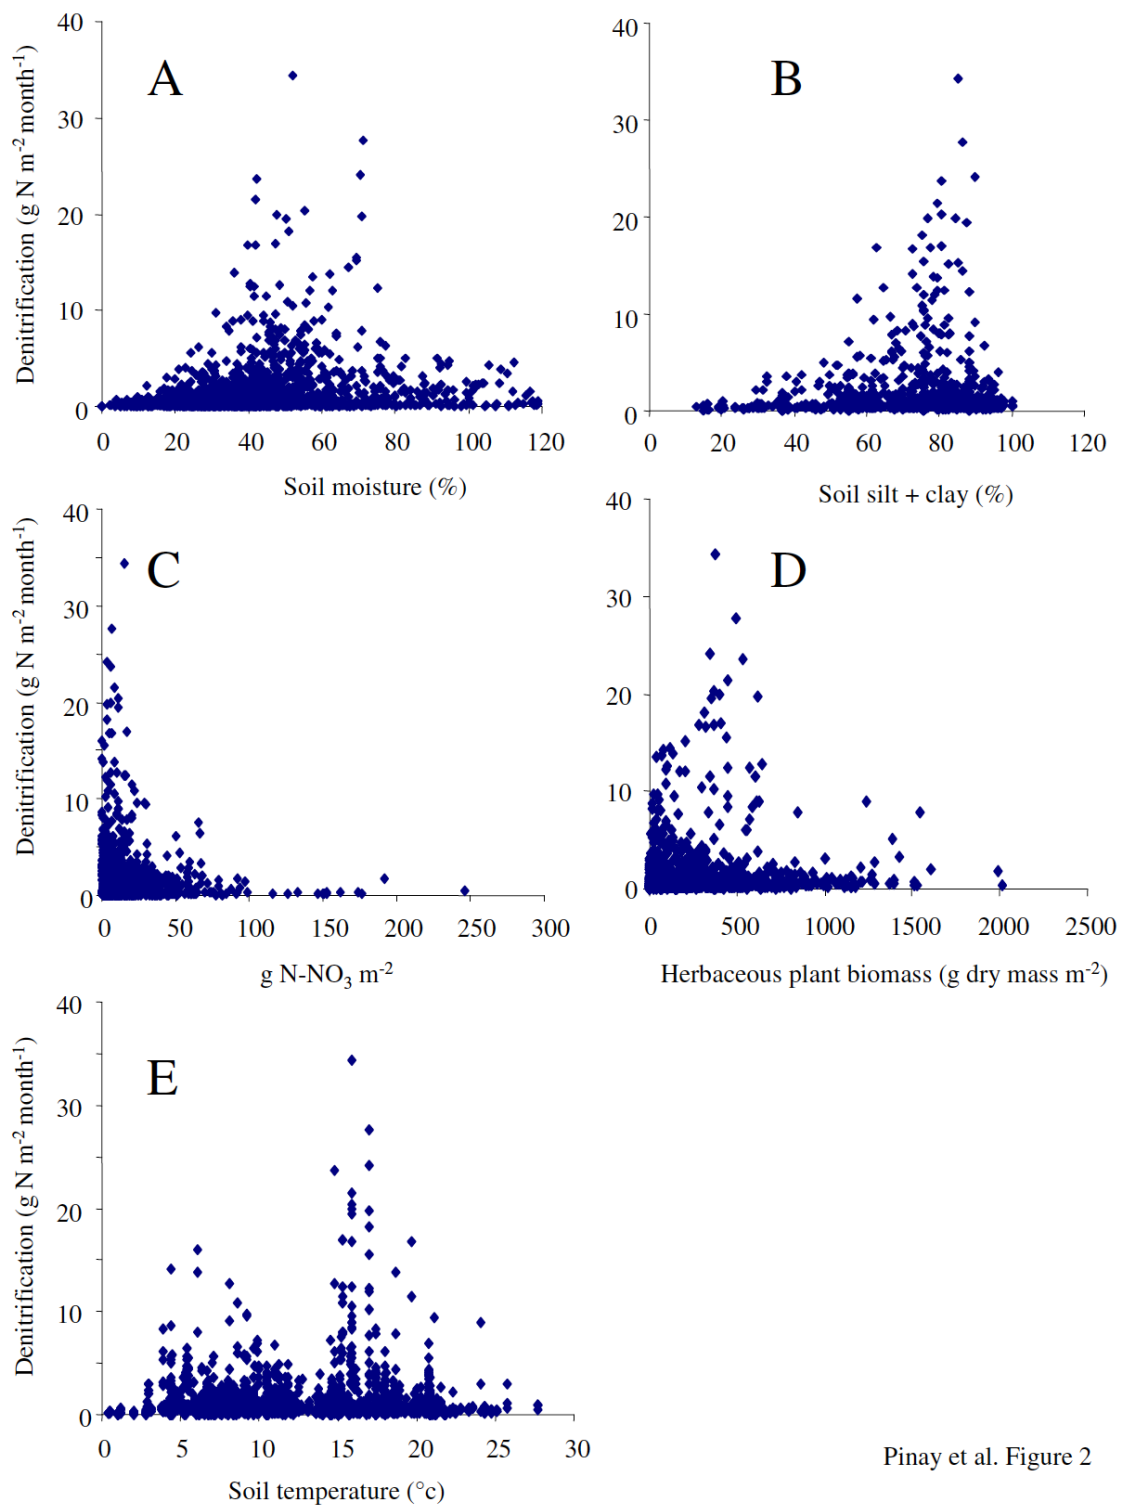 40
30
20
10
0
0 20 40 60 80 100 120
A
Denitrification (g N m-2 month-1)
Soil moisture (%)
40
30
20
10
0
0 20 40 60 80 100 120
B
Soil silt + clay (%)
40
30
20
10
0
0 50 100 150 200 250 300
C
Denitrification (g N m-2 month-1)
g N-NO3 m-2
40
30
20
10
0
0 500 1000 1500 2000 2500
D
Herbaceous plant biomass (g dry mass m-2)
40
30
20
10
0
0 5 10 15 20 25 30
E
Denitrification (g N m-2 month-1)
Soil temperature (°c)
Pinay et al. Figure 2